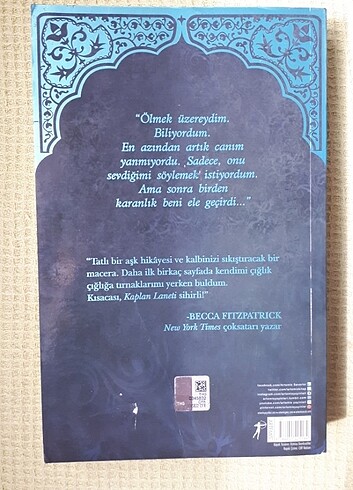 “Ölmek üzereydim.
Biliyordum.
En azından artık canım
yanmıyordu. Sadece, onu
sevdiğimi söylemek istiyordum.
Ama sonra birden
karanlık beni ele geçirdi...”
“Tatlı bir aşk hikâyesi ve kalbinizi sıkıştıracak bir
macera. Daha ilk birkaç sayfada kendimi çığlık
çığlığa tırnaklarımı yerken buldum.
Kısacası, Kaplan Laneti sihirli!”
-BECCA FITZPATRICK
New York Times çoksatarı yazar